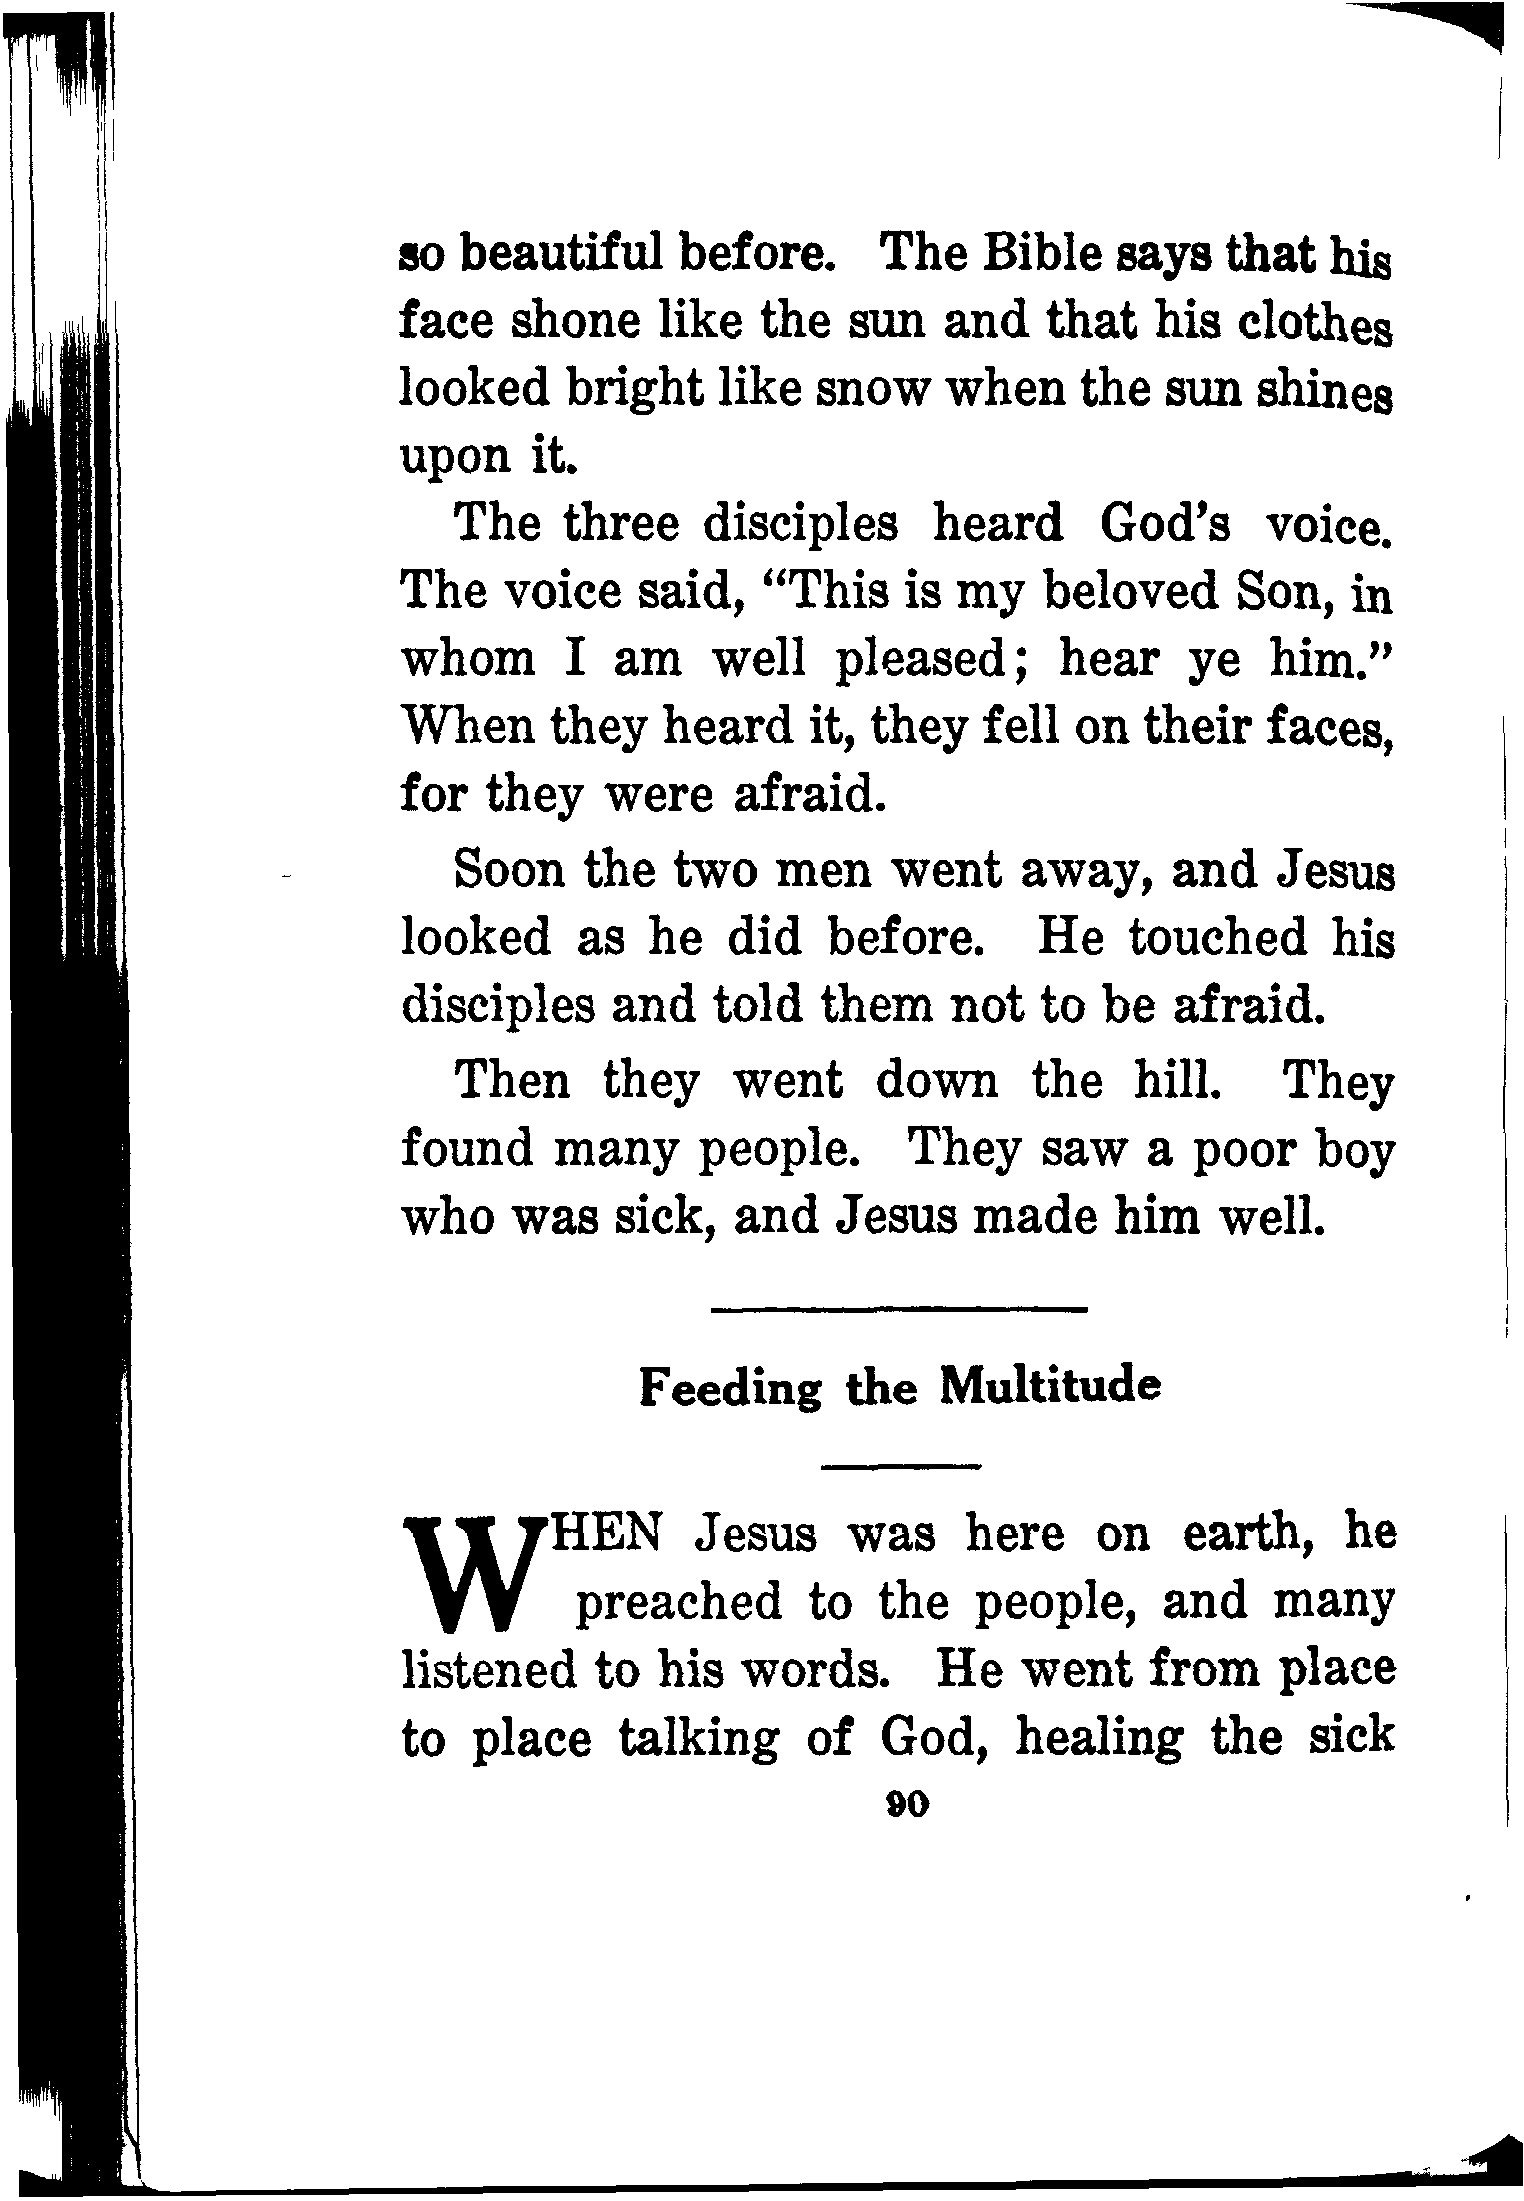 so beautiful before. The Bible says that his
face shone like the sun and that his clothes
looked bright like snow when the sun shines
upon it.
The three disciples heard God's voice.
The voice said, "This is my beloved Son, in
whom I am well pleased; hear ye him."
When they heard it, they fell on their faces,
for they were afraid.
Soon the two men went away, and Jesus
looked as he did before. He touched his
disciples and told them not to be afraid.
Then they went down the hill. They
found many people. They saw a poor boy
who was sick, and Jesus made him well.
Feeding the Multitude
WHEN Jesus was here on earth, he
preached to the people, and many
listened to his words. He went from place
to place talking of God, healing the sick
90